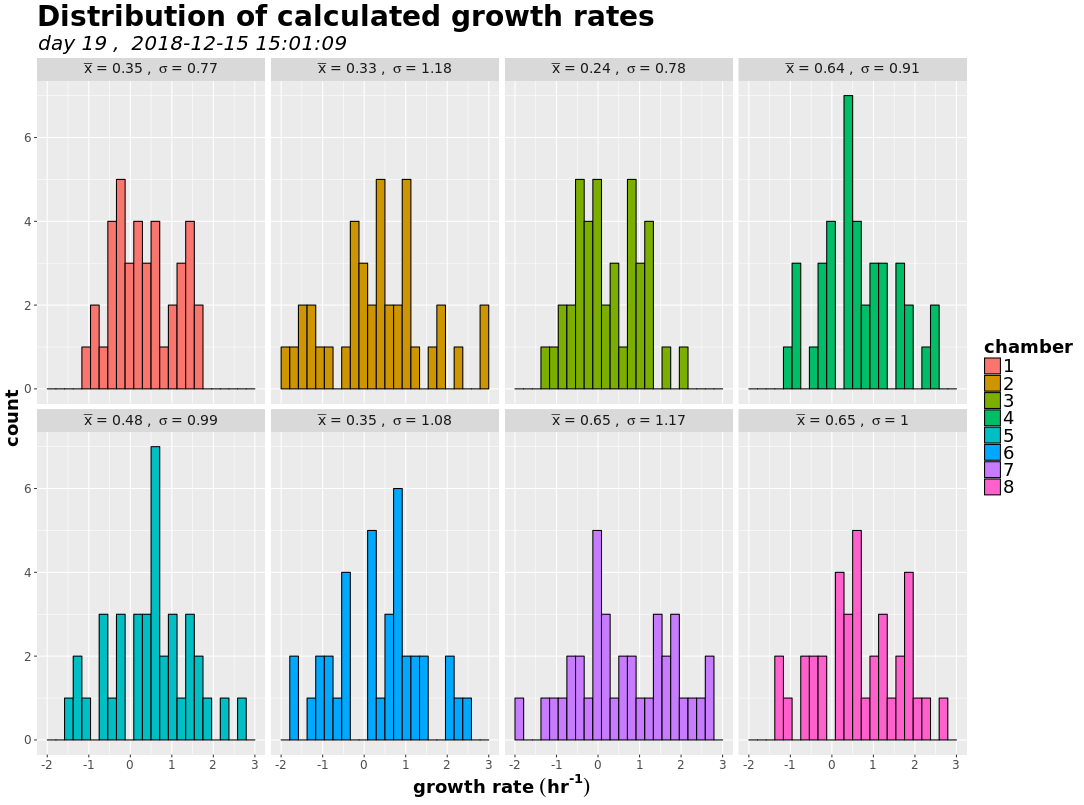 Distribution of calculated growth rates
day 19 ,  2018-12-15 15:01:09
x̅ = 0.35 ,  σ = 0.77
x̅ = 0.33 ,  σ = 1.18
x̅ = 0.24 ,  σ = 0.78
x̅ = 0.64 ,  σ = 0.91
6
4
2
0
x̅ = 0.48 ,  σ = 0.99
x̅ = 0.35 ,  σ = 1.08
x̅ = 0.65 ,  σ = 1.17
x̅ = 0.65 ,  σ = 1
6
4
2
0
-2 -1 0 1 2 3
-2 -1 0 1 2 3
-2 -1 0 1 2 3
-2 -1 0 1 2 3
count
growth rate (hr⁻¹)
chamber
1
2
3
4
5
6
7
8